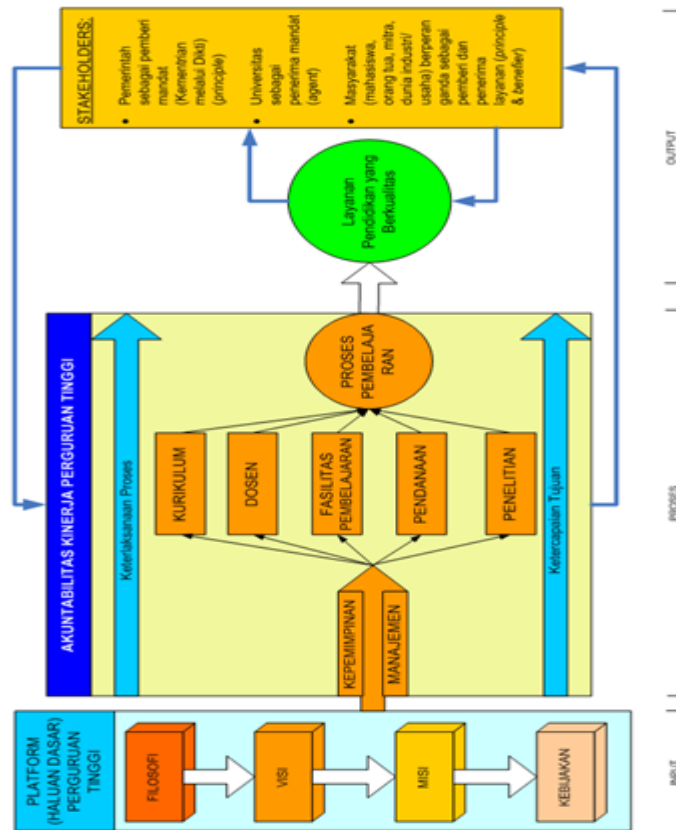 PLATFORM
(HALUAN DASAR)
PERGURUAN
TINGGI
FILOSOFI
VISI
MISI
KEBIJAKAN
AKUNTABILITAS KINERJA PERGURUAN TINGGI
Keterlaksanaan Proses
KEPEMIMPINAN
MANAJEMEN
KURIKULUM
DOSEN
FASILITAS
PEMBELAJARAN
PENDANAAN
PENELITIAN
PROSES
PEMBELAJA
RAN
Ketercapaian Tujuan
Layanan
Pendidikan yang
Berkualitas
STAKEHOLDERS:
• Pemerintah
sebagai pemberi
mandat
(Kementrian
melalui Dikti)
(principle)
• Universitas
sebagai
penerima mandat
(agent)
• Masyarakat
(mahasiswa,
orang tua, mitra,
dunia industri/
usaha) berperan
ganda sebagai
pemberi dan
penerima
layanan (principle
& benefier)
INPUT
PROSES
OUTPUT